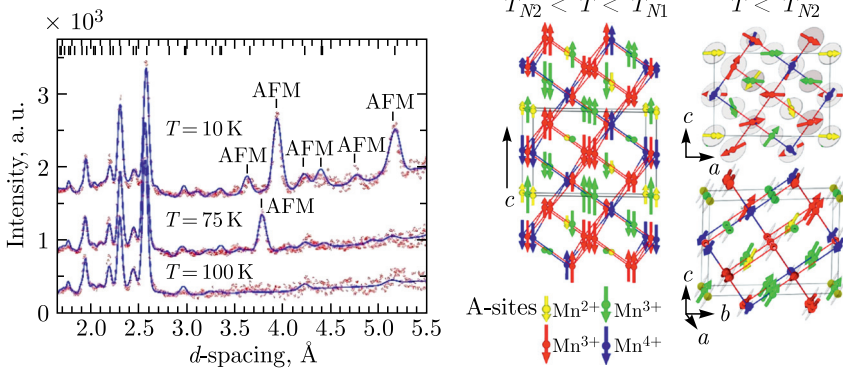 × 10³
Intensity, a. u.
3
2
1
0
T = 10 K
T = 75 K
T = 100 K
AFM
AFM
AFM
AFM
AFM
AFM
AFM
2.0 2.5 3.0 3.5 4.0 4.5 5.0 5.5
d-spacing, Å
T_N2 < T < T_N1
c
A-sites Mn²⁺ Mn³⁺
Mn³⁺ Mn⁴⁺
T < T_N2
c
a
c
b
a